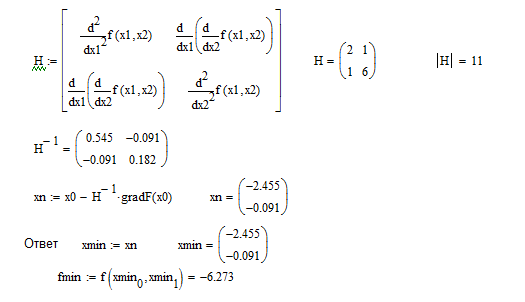 H := [ d²/dx1² f(x1,x2) d/dx1 ( d/dx2 f(x1,x2) ) H = ( 2 1 |H| = 11
d/dx1 ( d/dx2 f(x1,x2) ) d²/dx2² f(x1,x2) ] 1 6 )
H⁻¹ = ( 0.545 −0.091
−0.091 0.182 )
xn := x0 − H⁻¹·gradF(x0) xn = ( −2.455
−0.091 )
Ответ xmin := xn xmin = ( −2.455
−0.091 )
fmin := f(xmin₀, xmin₁) = −6.273